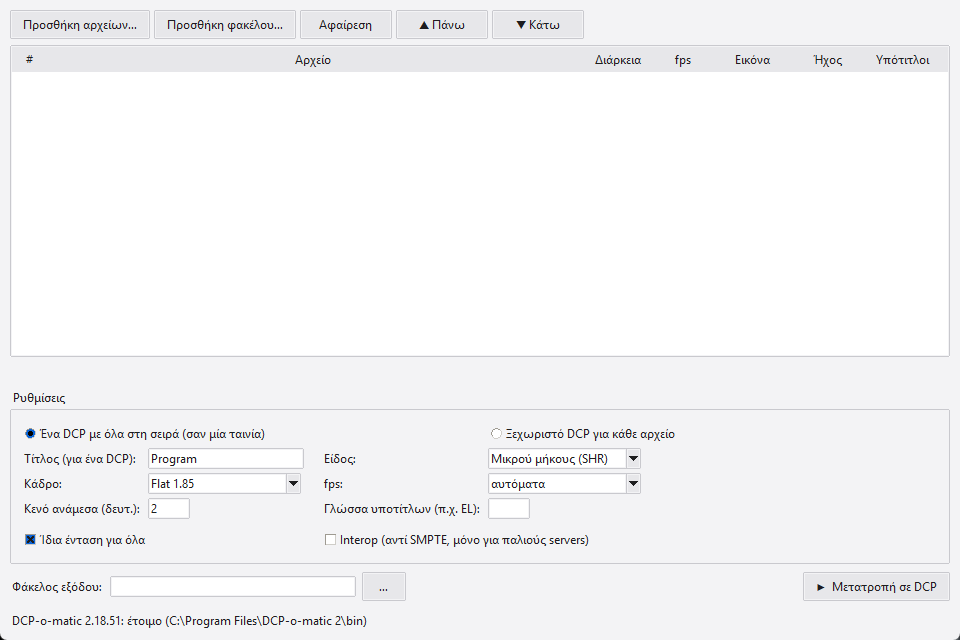 Προσθήκη αρχείων... Προσθήκη φακέλου... Αφαίρεση ▲ Πάνω ▼ Κάτω
# Αρχείο Διάρκεια fps Εικόνα Ήχος Υπότιτλοι
Ρυθμίσεις
Ένα DCP με όλα στη σειρά (σαν μία ταινία) Ξεχωριστό DCP για κάθε αρχείο
Τίτλος (για ένα DCP): Program Είδος: Μικρού μήκους (SHR)
Κάδρο: Flat 1.85 fps: αυτόματα
Κενό ανάμεσα (δευτ.): 2 Γλώσσα υποτίτλων (π.χ. EL):
Ίδια ένταση για όλα Interop (αντί SMPTE, μόνο για παλιούς servers)
Φάκελος εξόδου: ... ► Μετατροπή σε DCP
DCP-o-matic 2.18.51: έτοιμο (C:\Program Files\DCP-o-matic 2\bin)